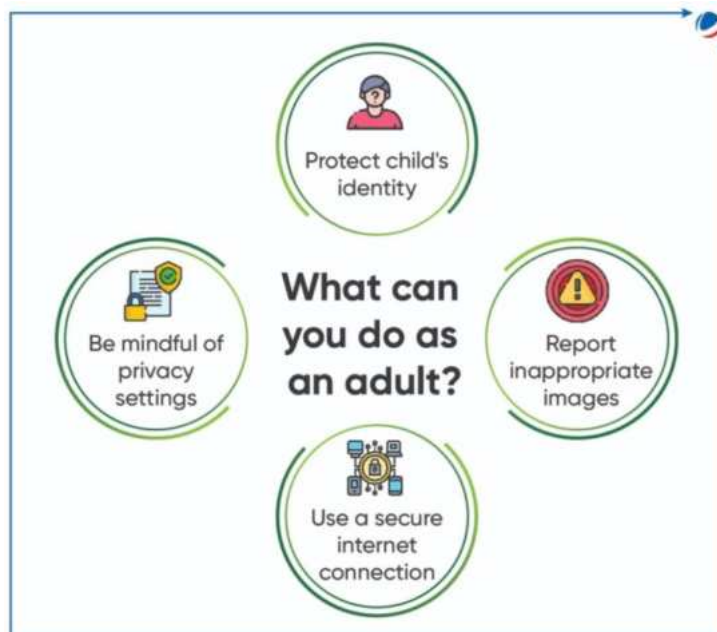 Protect child's
identity
What can
you do as
an adult?
Be mindful of
privacy
settings
Report
inappropriate
images
Use a secure
internet
connection